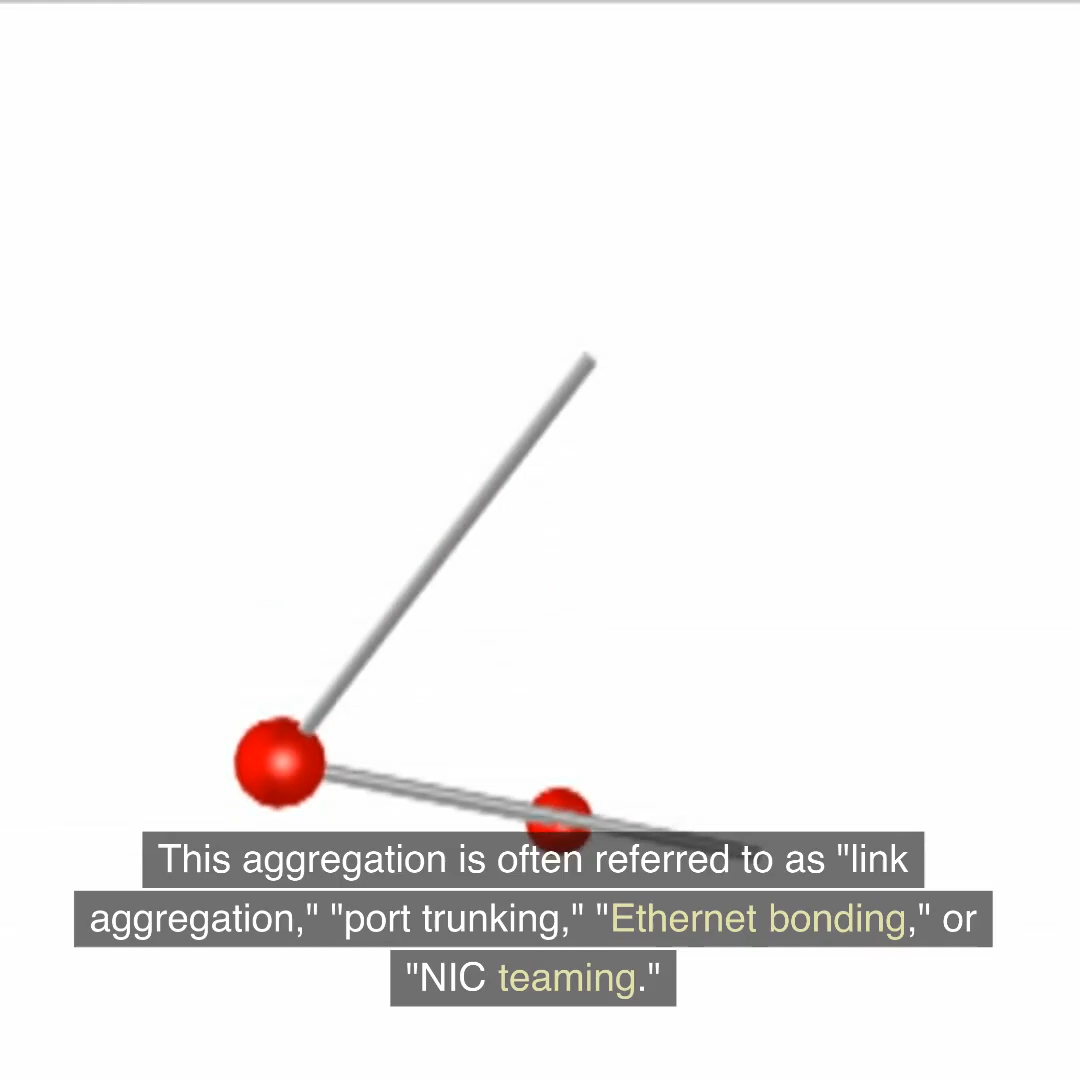 This aggregation is often referred to as "link
aggregation," "port trunking," "Ethernet bonding," or
"NIC teaming."